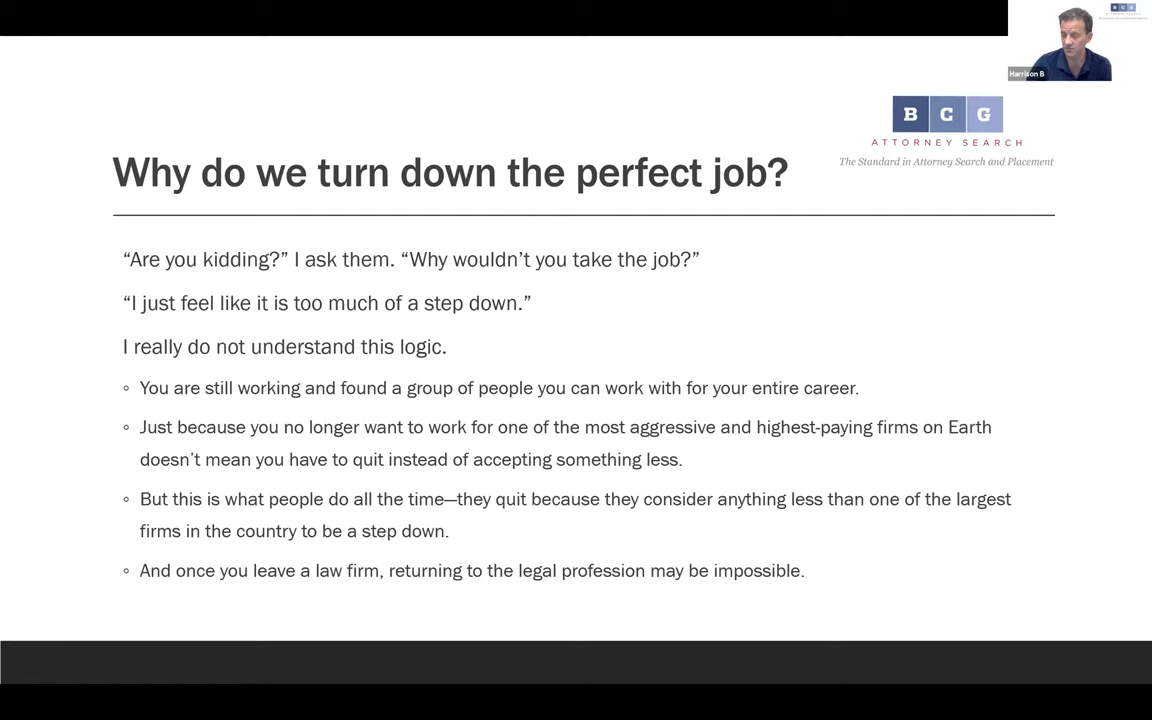 Harrison B
B C G
ATTORNEY SEARCH
The Standard in Attorney Search and Placement
Why do we turn down the perfect job?
“Are you kidding?” I ask them. “Why wouldn’t you take the job?”
“I just feel like it is too much of a step down.”
I really do not understand this logic.
◦ You are still working and found a group of people you can work with for your entire career.
◦ Just because you no longer want to work for one of the most aggressive and highest-paying firms on Earth
doesn’t mean you have to quit instead of accepting something less.
◦ But this is what people do all the time—they quit because they consider anything less than one of the largest
firms in the country to be a step down.
◦ And once you leave a law firm, returning to the legal profession may be impossible.